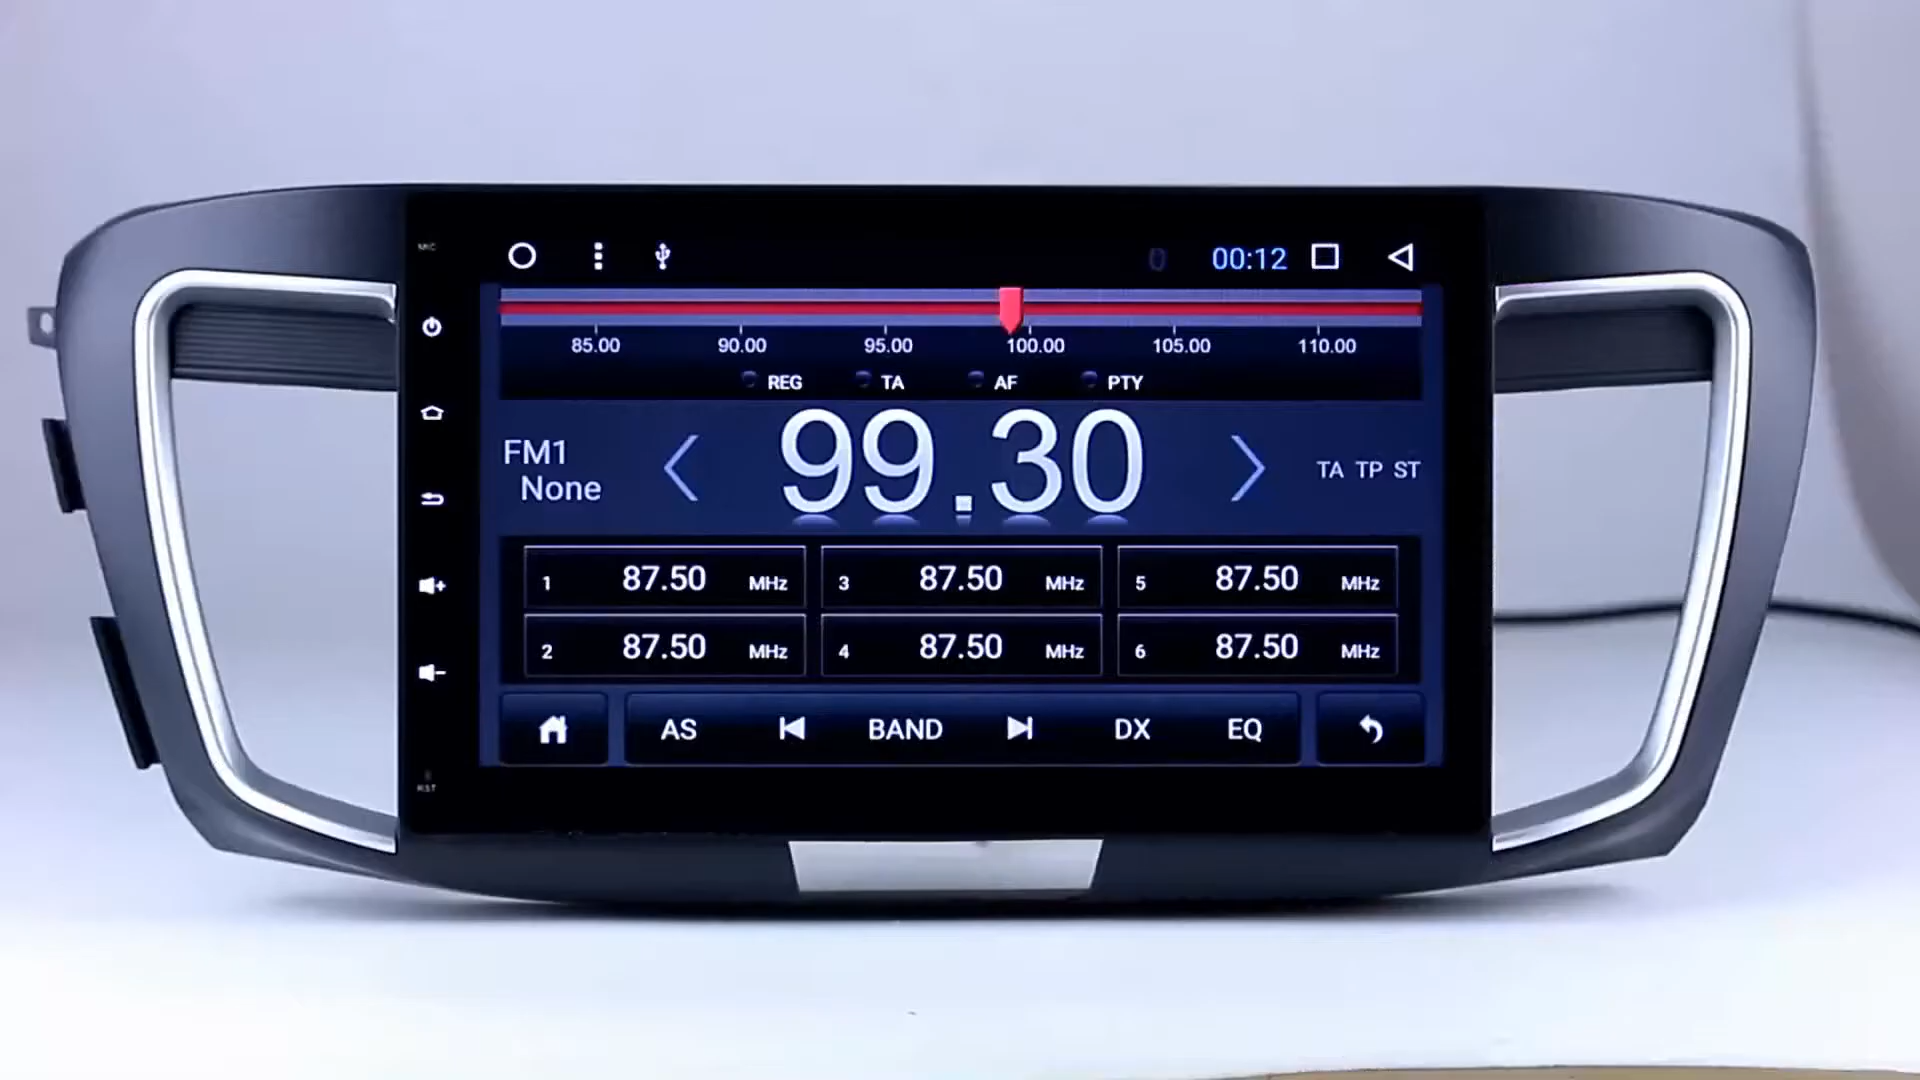 MIC
00:12
85.00 90.00 95.00 100.00 105.00 110.00
REG TA AF PTY
FM1
None
99.30
TA TP ST
1 87.50 MHz 3 87.50 MHz 5 87.50 MHz
2 87.50 MHz 4 87.50 MHz 6 87.50 MHz
AS BAND DX EQ
RST